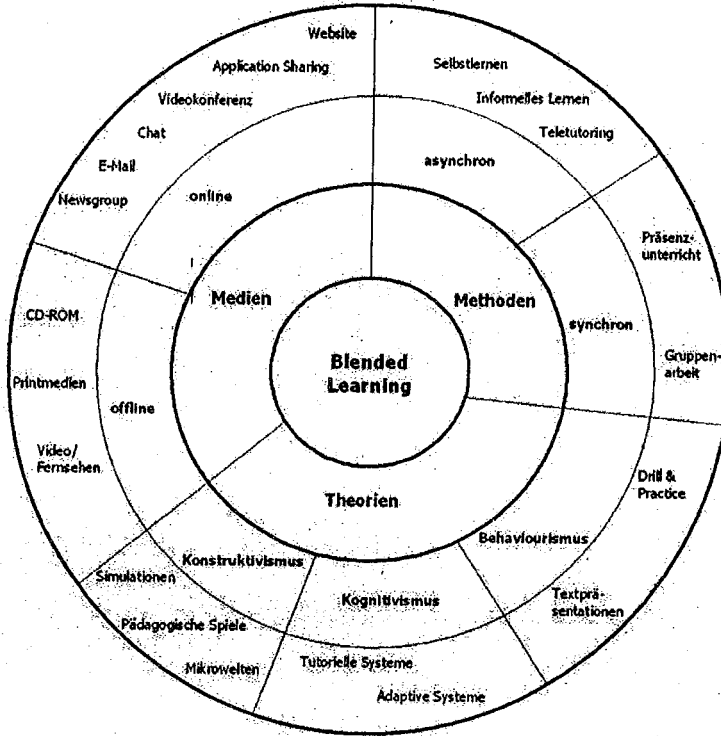 Website
Application Sharing
Videokonferenz
Chat
E-Mail
Newsgroup
online
Selbstlernen
Informelles Lernen
Teletutoring
asynchron
Präsenz-
unterricht
Gruppen-
arbeit
synchron
Medien
Methoden
Blended
Learning
Theorien
CD-ROM
Printmedien
Video/
Fernsehen
offline
Drill &
Practice
Textprä-
sentationen
Behaviourismus
Konstruktivismus
Kognitivismus
Simulationen
Pädagogische Spiele
Mikrowelten
Tutorielle Systeme
Adaptive Systeme